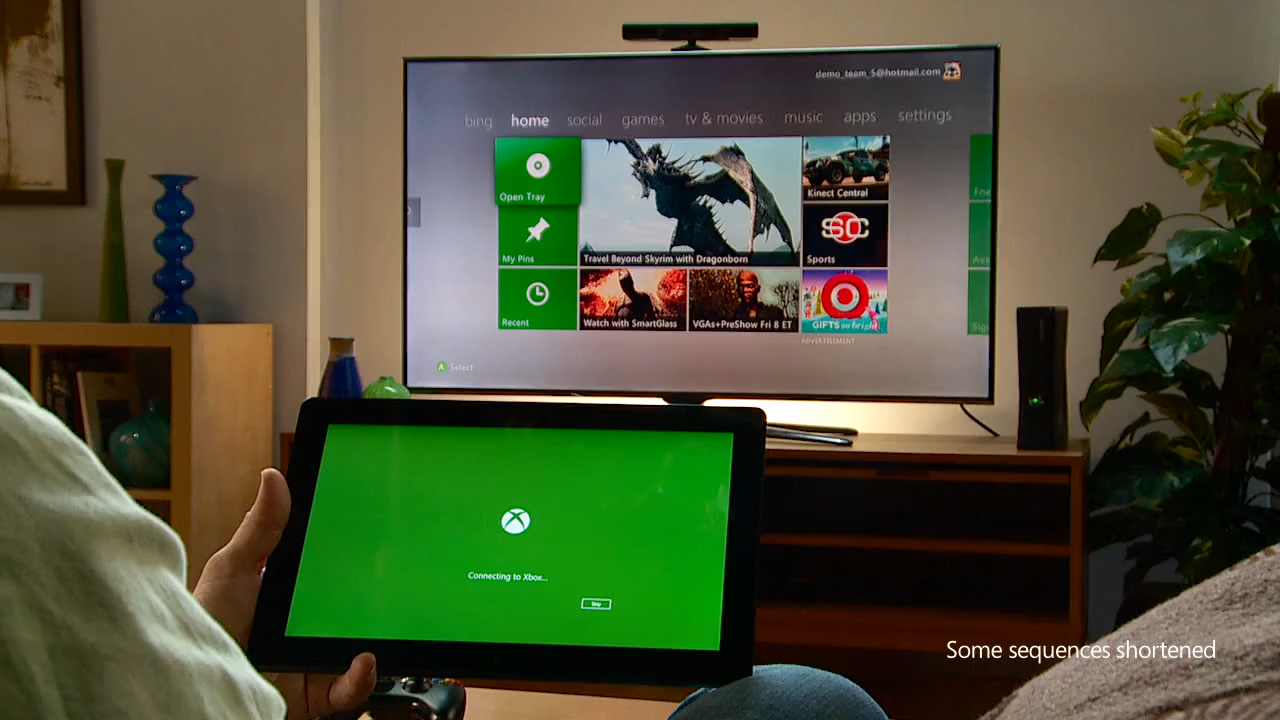 demo_team_5@hotmail.com
bing home social games tv & movies music apps settings
Open Tray
Kinect Central
My Pins
Travel Beyond Skyrim with Dragonborn
SC
Sports
Recent
Watch with SmartGlass
VGAs+PreShow Fri 8 ET
GIFTS so bright
ADVERTISEMENT
A Select
Connecting to Xbox...
Skip
Some sequences shortened